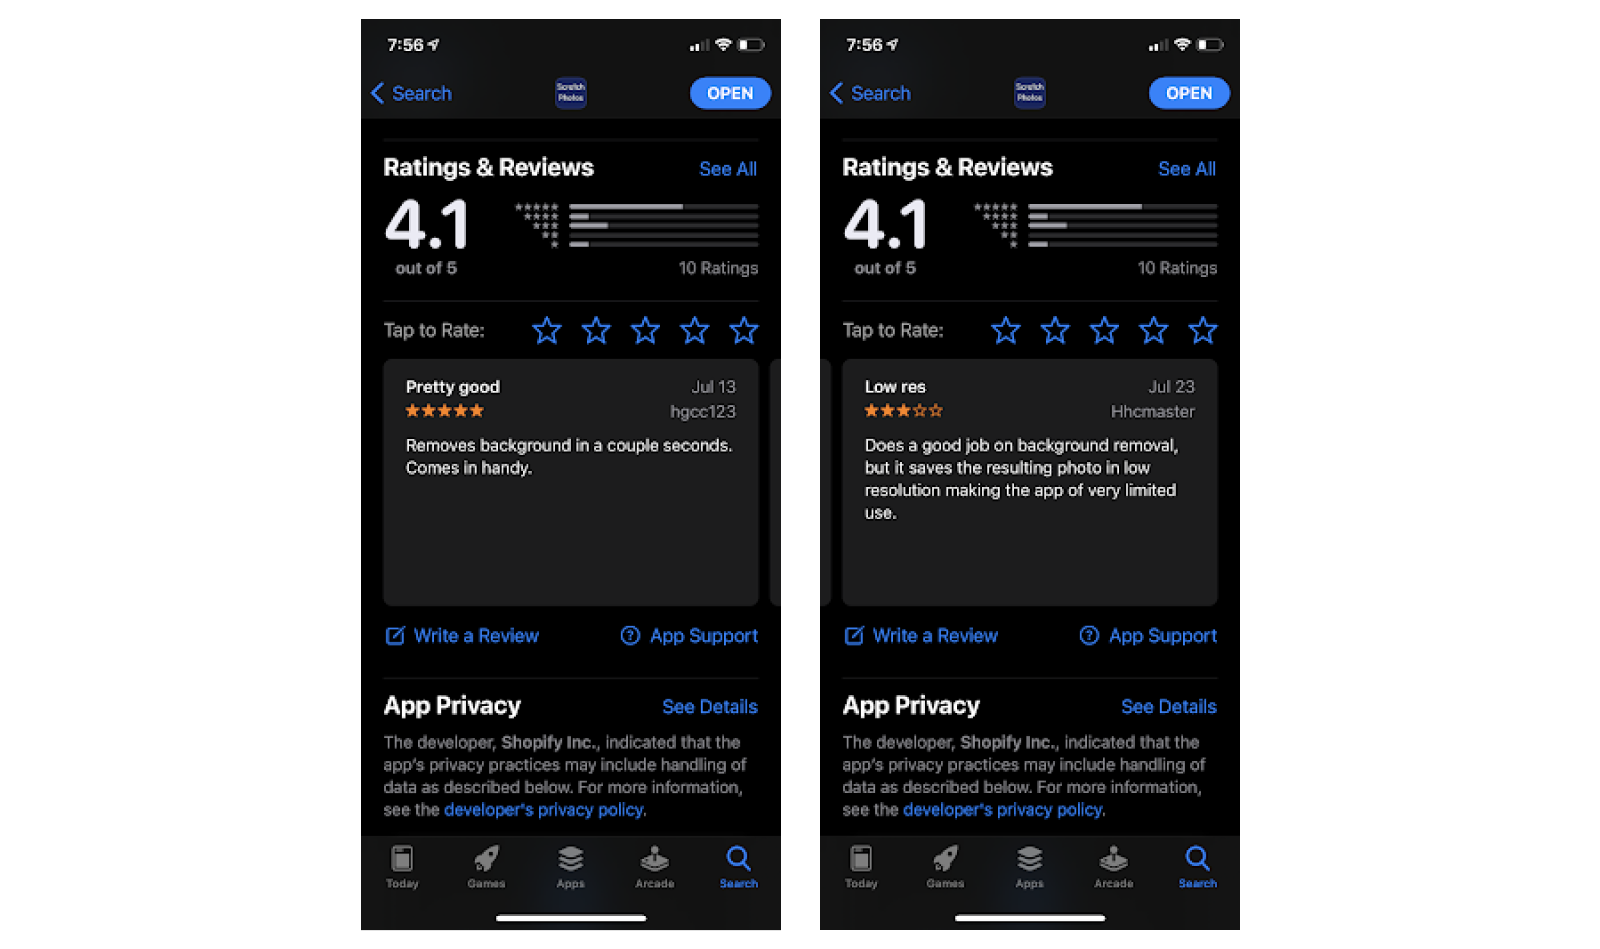 7:56
Search
Scretch
Photos
OPEN
Ratings & Reviews
See All
4.1
out of 5
10 Ratings
Tap to Rate:
Pretty good
Jul 13
hgcc123
Removes background in a couple seconds.
Comes in handy.
Write a Review
App Support
App Privacy
See Details
The developer, Shopify Inc., indicated that the
app's privacy practices may include handling of
data as described below. For more information,
see the developer's privacy policy.
Today
Games
Apps
Arcade
Search
7:56
Search
Scretch
Photos
OPEN
Ratings & Reviews
See All
4.1
out of 5
10 Ratings
Tap to Rate:
Low res
Jul 23
Hhcmaster
Does a good job on background removal,
but it saves the resulting photo in low
resolution making the app of very limited
use.
Write a Review
App Support
App Privacy
See Details
The developer, Shopify Inc., indicated that the
app's privacy practices may include handling of
data as described below. For more information,
see the developer's privacy policy.
Today
Games
Apps
Arcade
Search